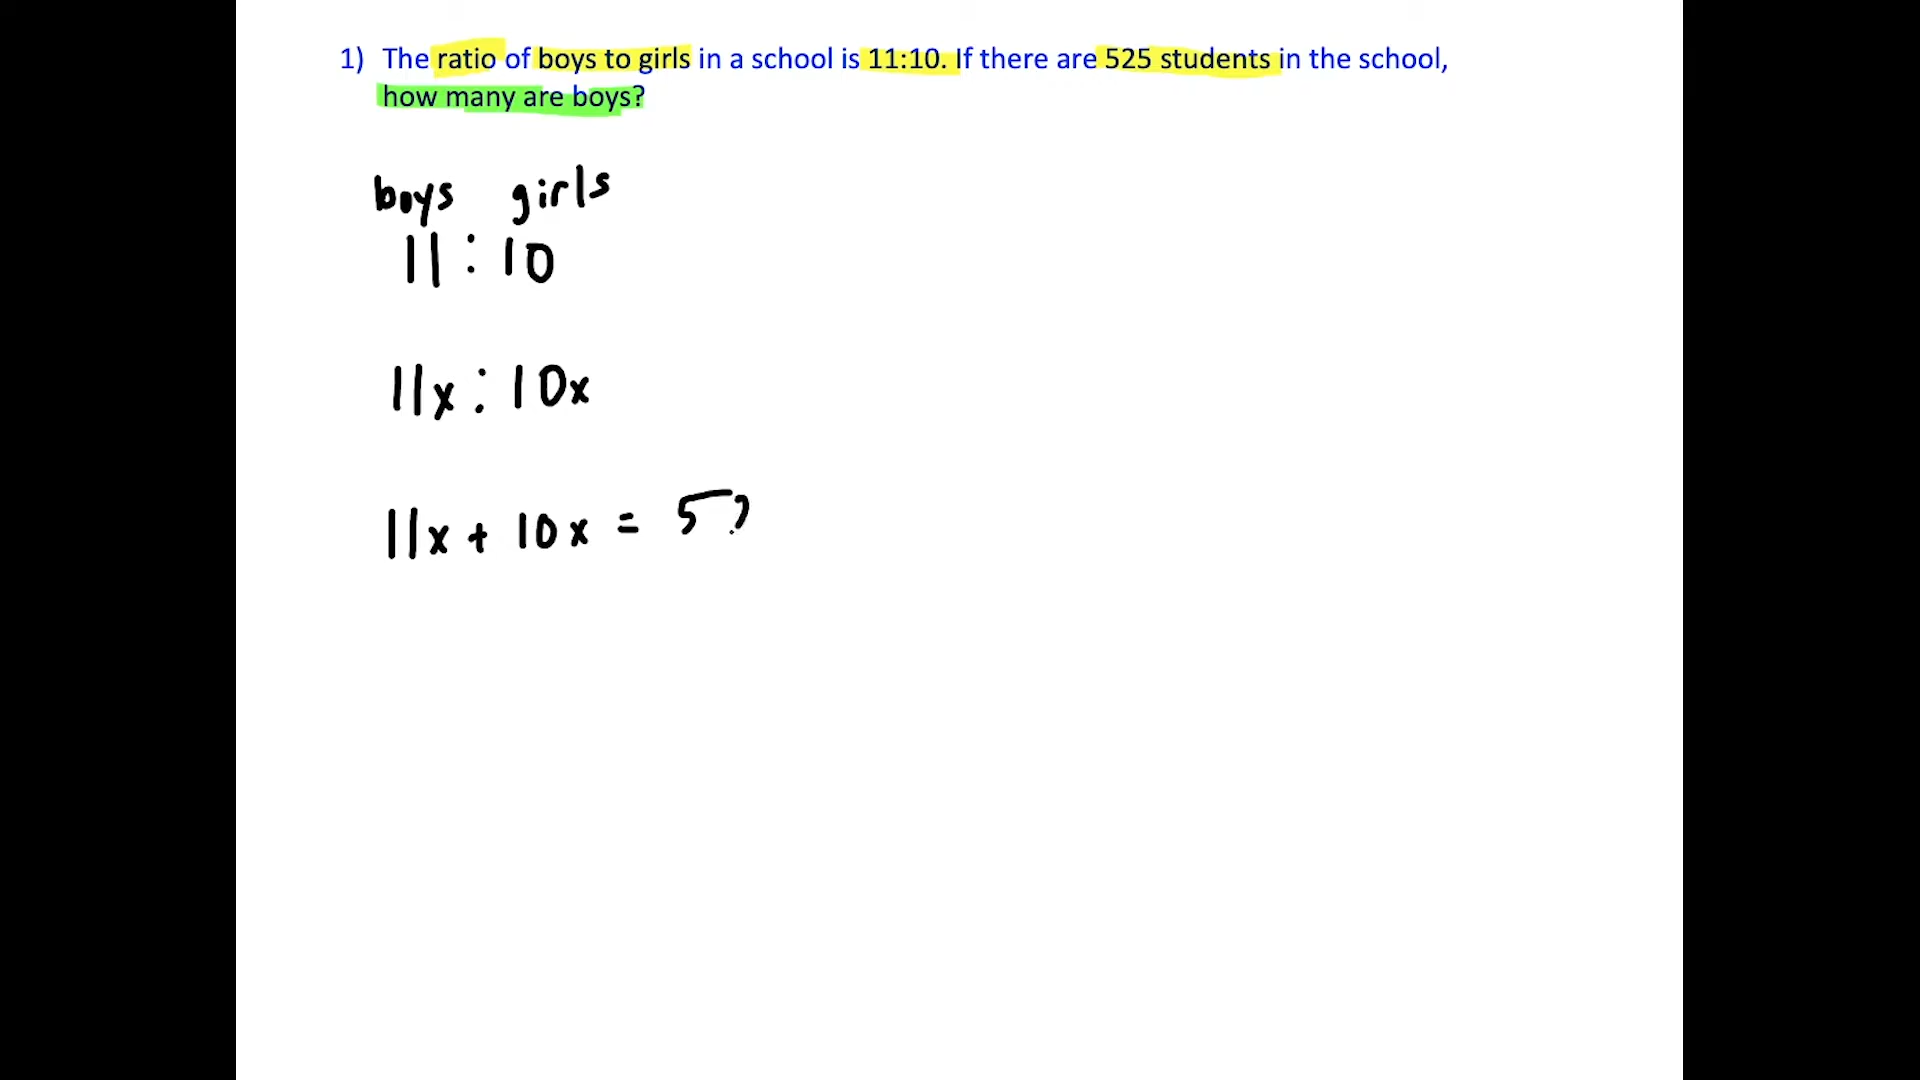 1) The ratio of boys to girls in a school is 11:10. If there are 525 students in the school,
how many are boys?
boys girls
11 : 10
11x : 10x
11x + 10x = 5